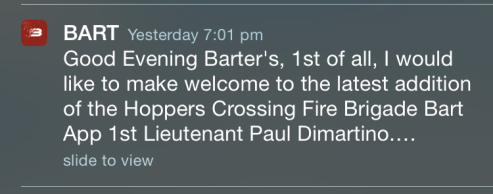 BART Yesterday 7:01 pm
Good Evening Barter's, 1st of all, I would
like to make welcome to the latest addition
of the Hoppers Crossing Fire Brigade Bart
App 1st Lieutenant Paul Dimartino....
slide to view